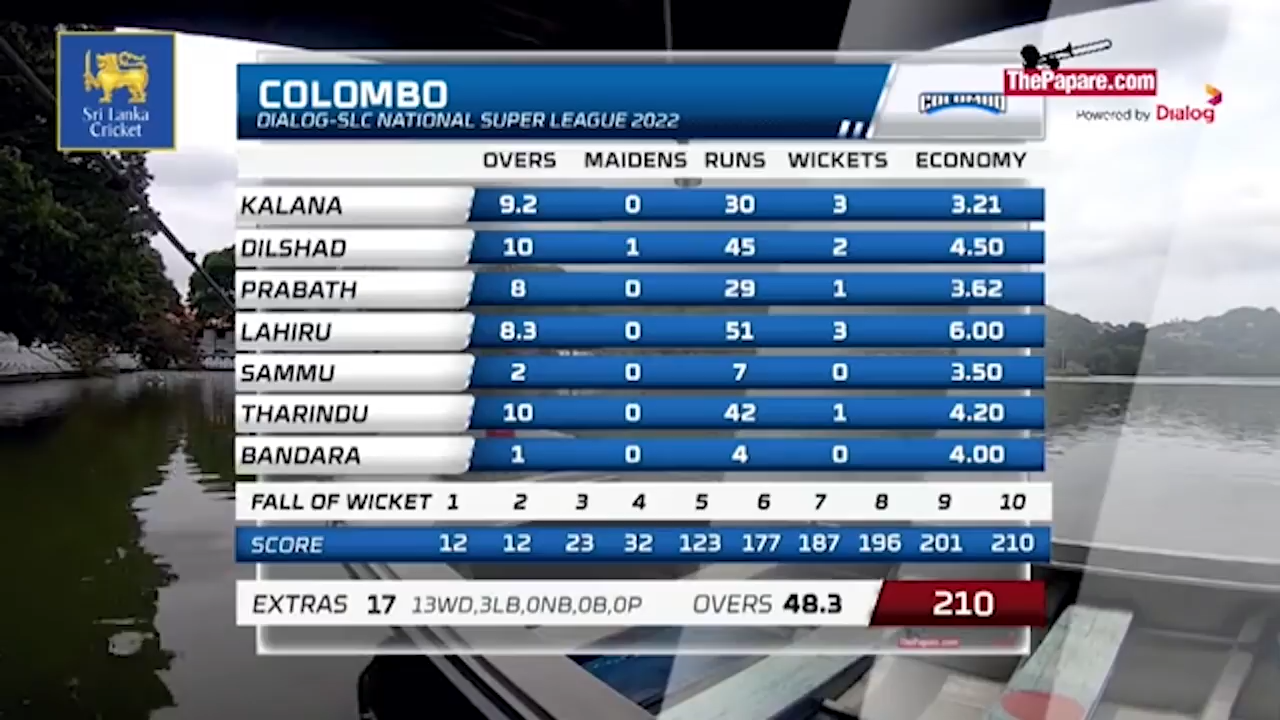 Sri Lanka
Cricket
COLOMBO
DIALOG-SLC NATIONAL SUPER LEAGUE 2022
COLOMBO
ThePapare.com
Powered by Dialog
OVERS MAIDENS RUNS WICKETS ECONOMY
KALANA 9.2 0 30 3 3.21
DILSHAD 10 1 45 2 4.50
PRABATH 8 0 29 1 3.62
LAHIRU 8.3 0 51 3 6.00
SAMMU 2 0 7 0 3.50
THARINDU 10 0 42 1 4.20
BANDARA 1 0 4 0 4.00
FALL OF WICKET 1 2 3 4 5 6 7 8 9 10
SCORE 12 12 23 32 123 177 187 196 201 210
EXTRAS 17 13WD,3LB,0NB,0B,0P OVERS 48.3 210
ThePapare.com